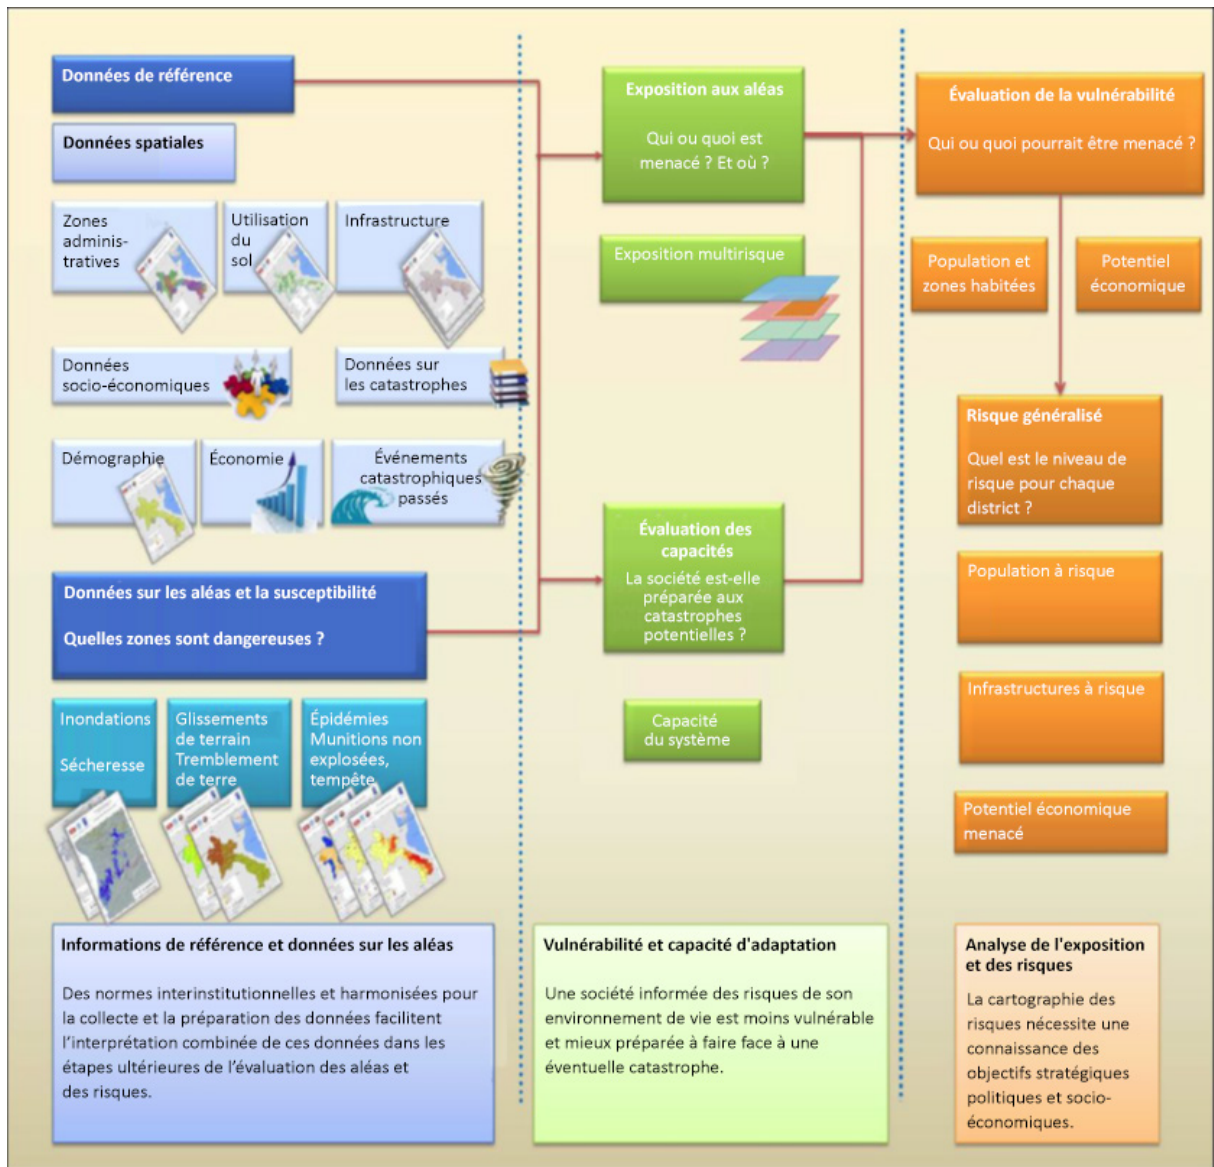 Données de référence
Données spatiales
Zones
adminis-
tratives
Utilisation
du
sol
Infrastructure
Données
socio-économiques
Données sur
les catastrophes
Démographie
Économie
Événements
catastrophiques
passés
Données sur les aléas et la susceptibilité
Quelles zones sont dangereuses ?
Inondations
Sécheresse
Glissements
de terrain
Tremblement
de terre
Épidémies
Munitions non
explosées,
tempête
Informations de référence et données sur les aléas
Des normes interinstitutionnelles et harmonisées pour
la collecte et la préparation des données facilitent
l’interprétation combinée de ces données dans les
étapes ultérieures de l’évaluation des aléas et
des risques.
Exposition aux aléas
Qui ou quoi est
menacé ? Et où ?
Exposition multirisque
Évaluation des
capacités
La société est-elle
préparée aux
catastrophes
potentielles ?
Capacité
du système
Vulnérabilité et capacité d'adaptation
Une société informée des risques de son
environnement de vie est moins vulnérable
et mieux préparée à faire face à une
éventuelle catastrophe.
Évaluation de la vulnérabilité
Qui ou quoi pourrait être menacé ?
Population et
zones habitées
Potentiel
économique
Risque généralisé
Quel est le niveau de
risque pour chaque
district ?
Population à risque
Infrastructures à risque
Potentiel économique
menacé
Analyse de l'exposition
et des risques
La cartographie des
risques nécessite une
connaissance des
objectifs stratégiques
politiques et socio-
économiques.